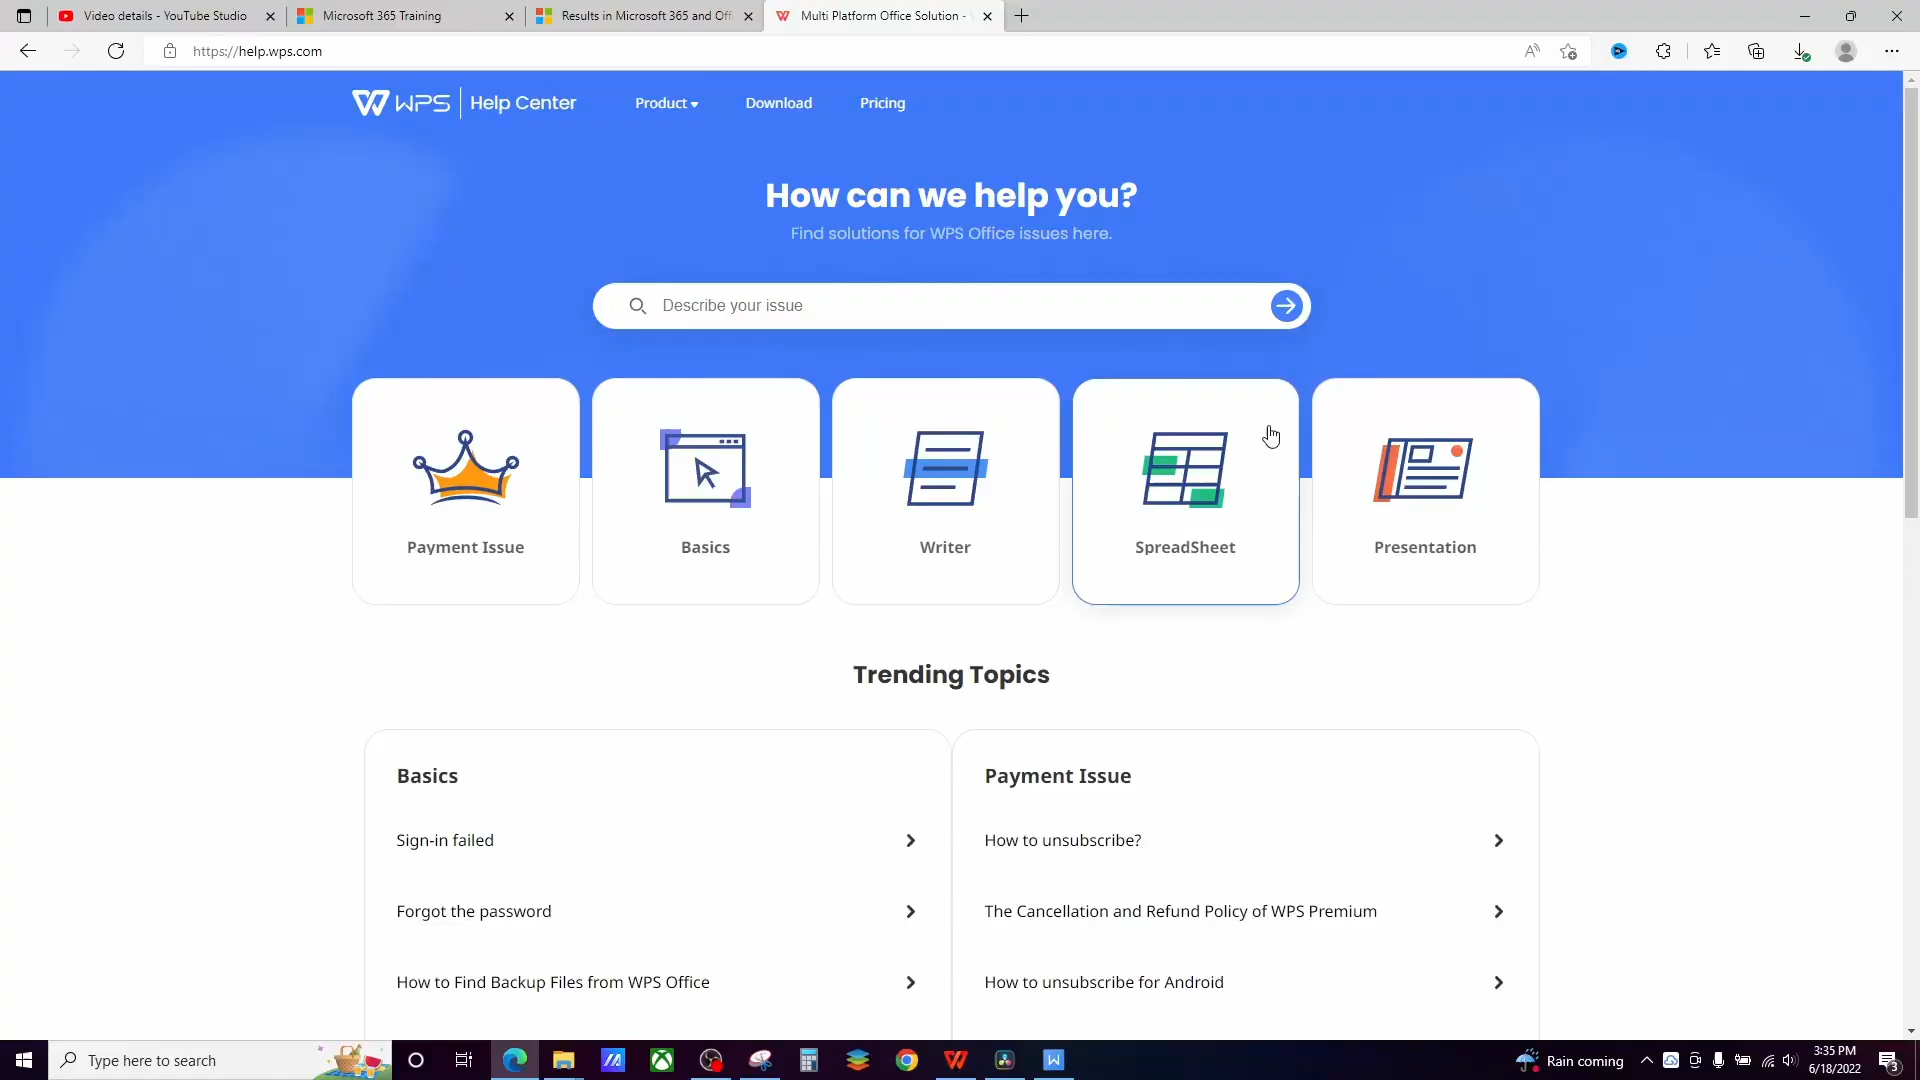 Video details - YouTube Studio
Microsoft 365 Training
Results in Microsoft 365 and Off
Multi Platform Office Solution -
https://help.wps.com
WPS Help Center
Product
Download
Pricing
How can we help you?
Find solutions for WPS Office issues here.
Describe your issue
Payment Issue
Basics
Writer
SpreadSheet
Presentation
Trending Topics
Basics
Payment Issue
Sign-in failed
How to unsubscribe?
Forgot the password
The Cancellation and Refund Policy of WPS Premium
How to Find Backup Files from WPS Office
How to unsubscribe for Android
Type here to search
Rain coming
3:35 PM
6/18/2022
3